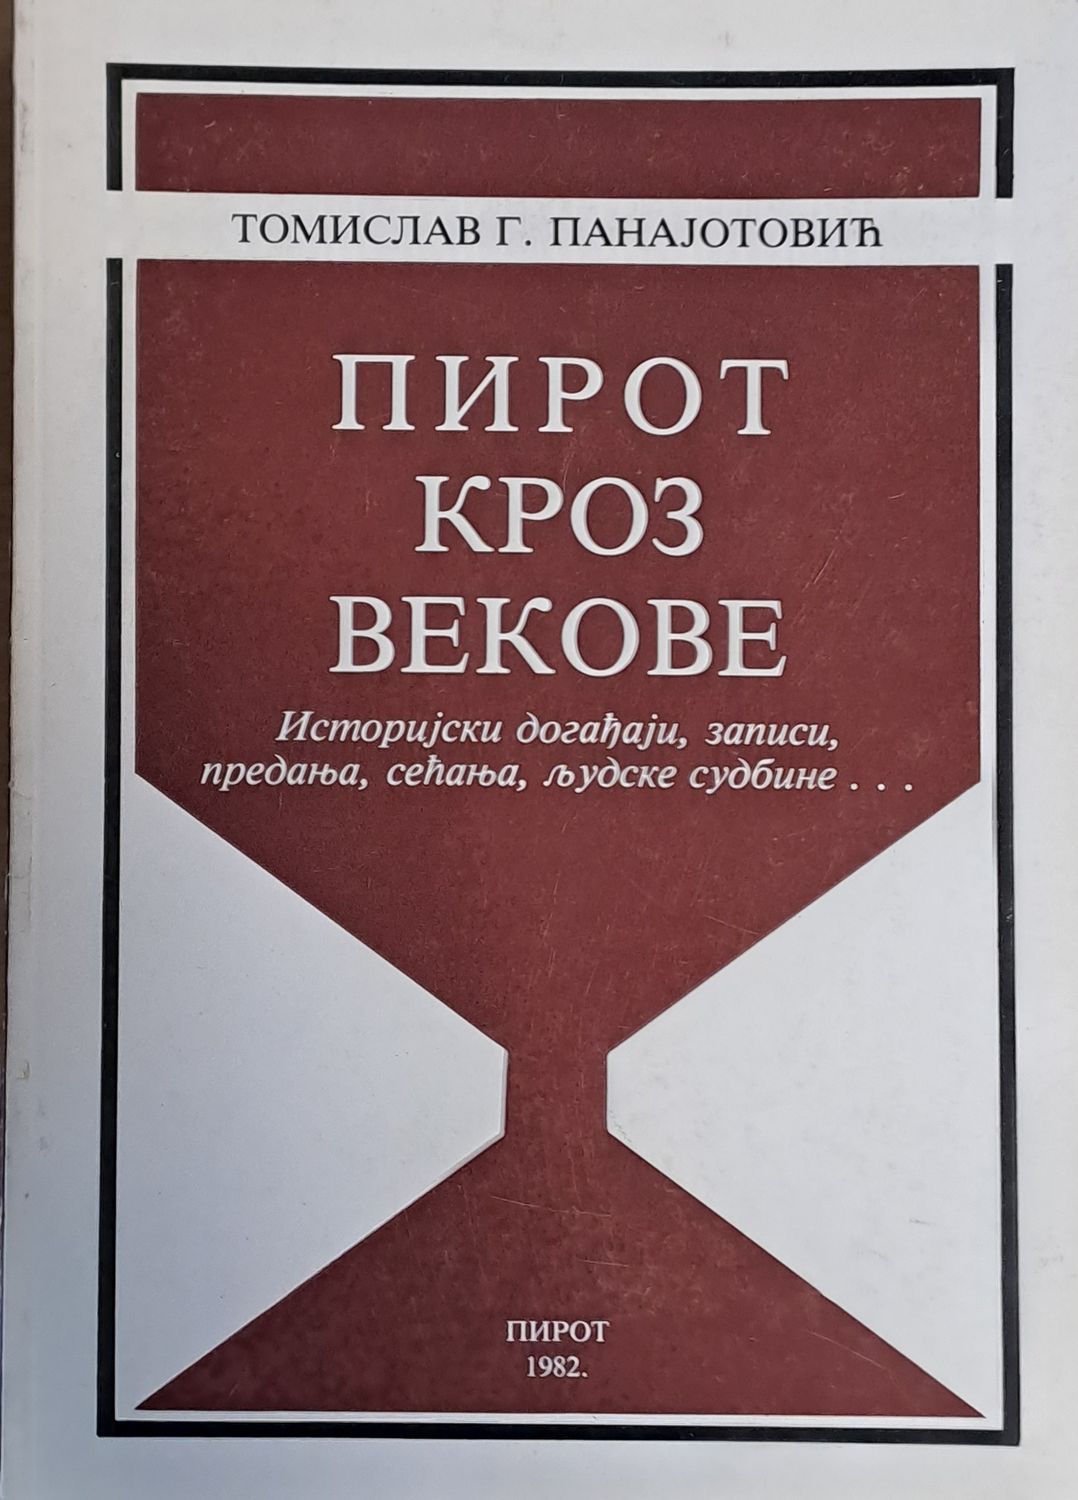 ТОМИСЛАВ Г. ПАНАЈОТОВИЋ
ПИРОТ
КРОЗ
ВЕКОВЕ
Историјски догађаји, записи,
предања, сећања, људске судбине . . .
ПИРОТ
1982.